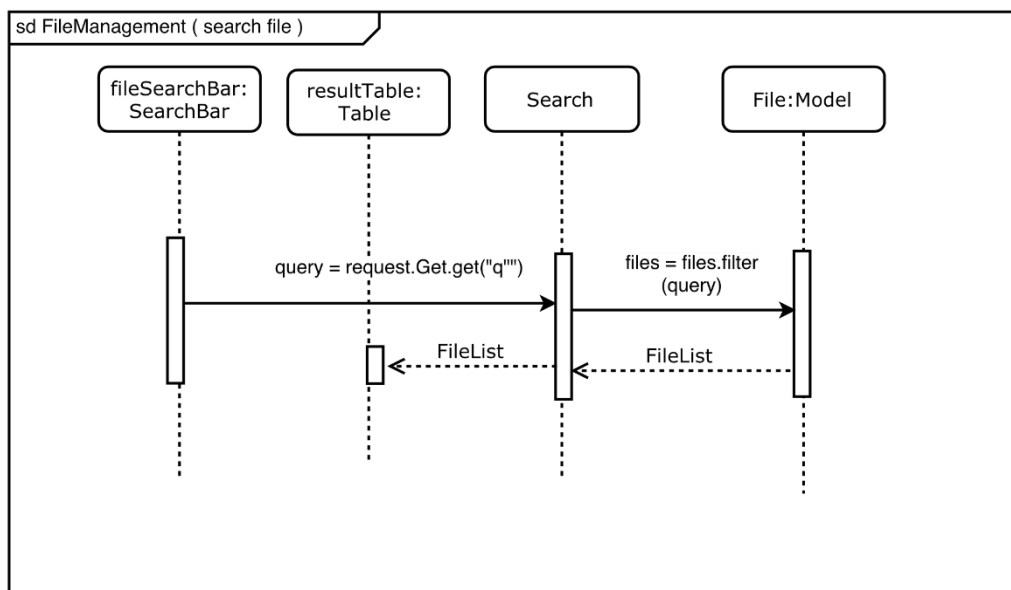 sd FileManagement ( search file )
fileSearchBar:
SearchBar
resultTable:
Table
Search
File:Model
query = request.Get.get("q"")
files = files.filter
(query)
FileList
FileList